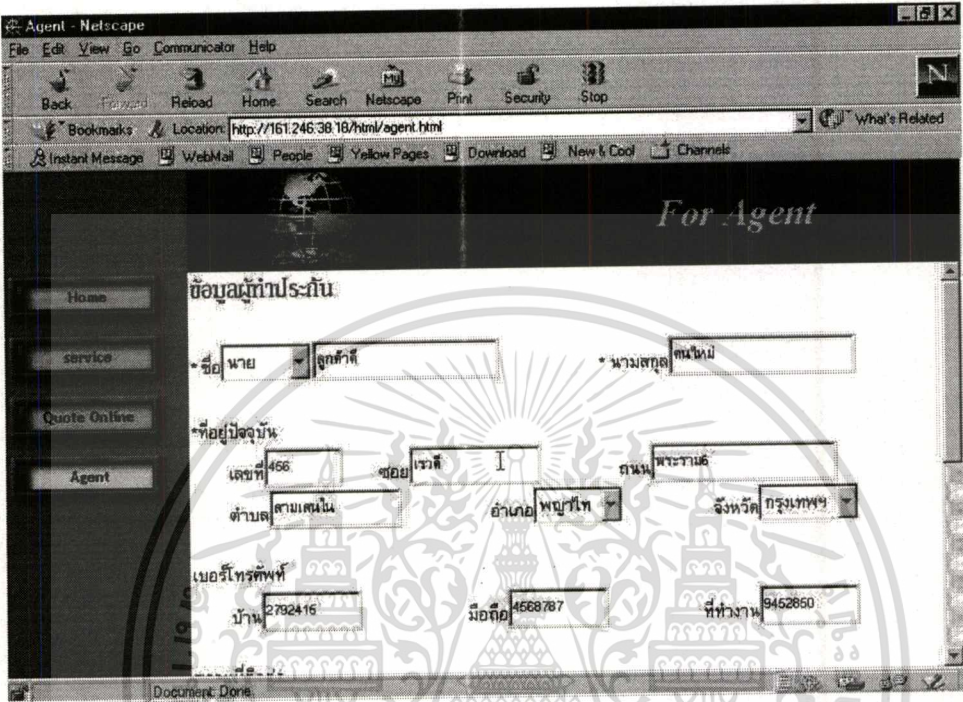 Agent - Netscape
File Edit View Go Communicator Help
Back Forward Reload Home Search Netscape Print Security Stop
Bookmarks Location: http://161.246.38.18/html/agent.html What's Related
Instant Message WebMail People Yellow Pages Download New & Cool Channels
For Agent
Home
service
Quote Online
Agent
ข้อมูลผู้ทำประกัน
*ชื่อ นาย ลูกค้าดี * นามสกุล คนใหม่
*ที่อยู่ปัจจุบัน
เลขที่ 456 ซอย เรวดี ถนน พระราม6
ตำบล สามเสนใน อำเภอ พญาไท จังหวัด กรุงเทพฯ
เบอร์โทรศัพท์
บ้าน 2792416 มือถือ 4568787 ที่ทำงาน 9452850
Document: Done